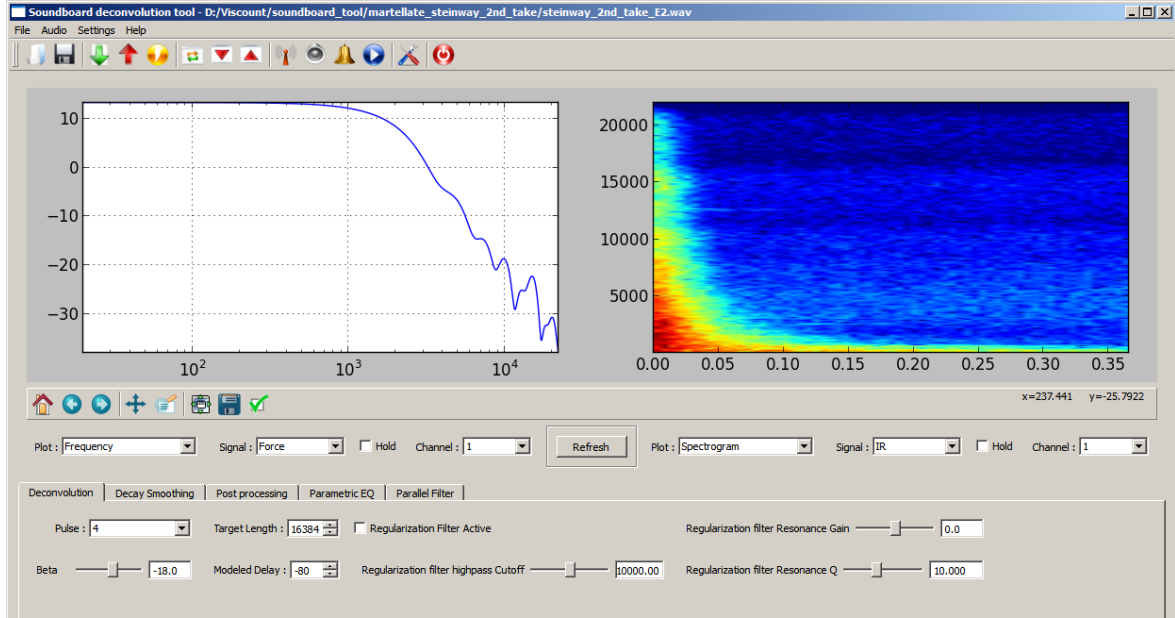 Soundboard deconvolution tool - D:/Viscount/soundboard_tool/martellate_steinway_2nd_take/steinway_2nd_take_E2.wav
File Audio Settings Help
10
0
−10
−20
−30
10² 10³ 10⁴
20000
15000
10000
5000
0.00 0.05 0.10 0.15 0.20 0.25 0.30 0.35
x=237.441 y=-25.7922
Plot : Frequency Signal : Force Hold Channel : 1 Refresh Plot : Spectrogram Signal : IR Hold Channel : 1
Deconvolution Decay Smoothing Post processing Parametric EQ Parallel Filter
Pulse : 4 Target Length : 16384 Regularization Filter Active Regularization filter Resonance Gain 0.0
Beta -18.0 Modeled Delay : -80 Regularization filter highpass Cutoff 10000.00 Regularization filter Resonance Q 10.000